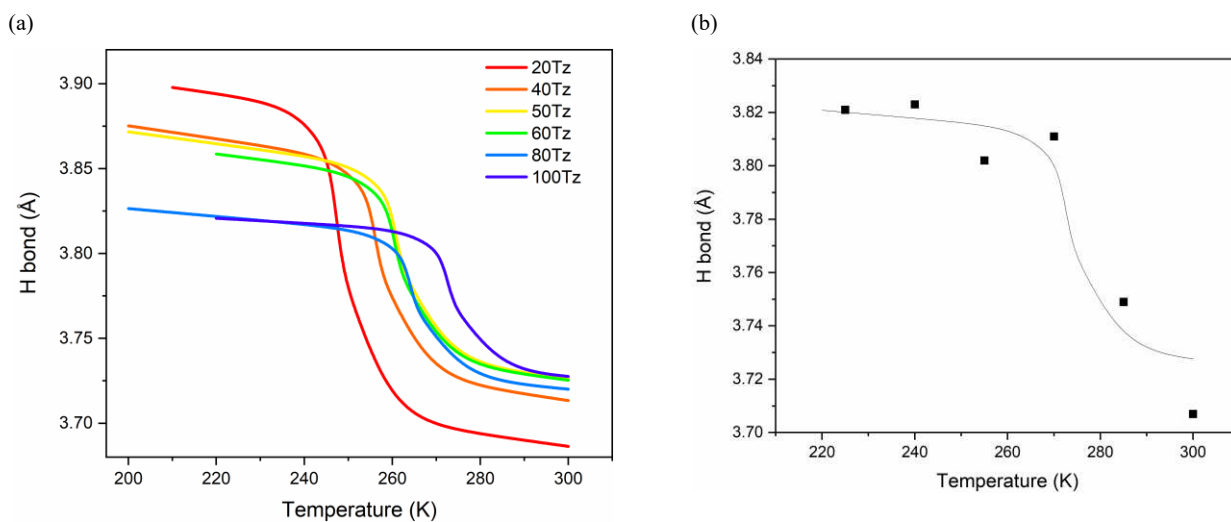 (a)
3.90
3.85
3.80
3.75
3.70
H bond (Å)
200
220
240
260
280
300
Temperature (K)
20Tz
40Tz
50Tz
60Tz
80Tz
100Tz
(b)
3.84
3.82
3.80
3.78
3.76
3.74
3.72
3.70
H bond (Å)
220
240
260
280
300
Temperature (K)